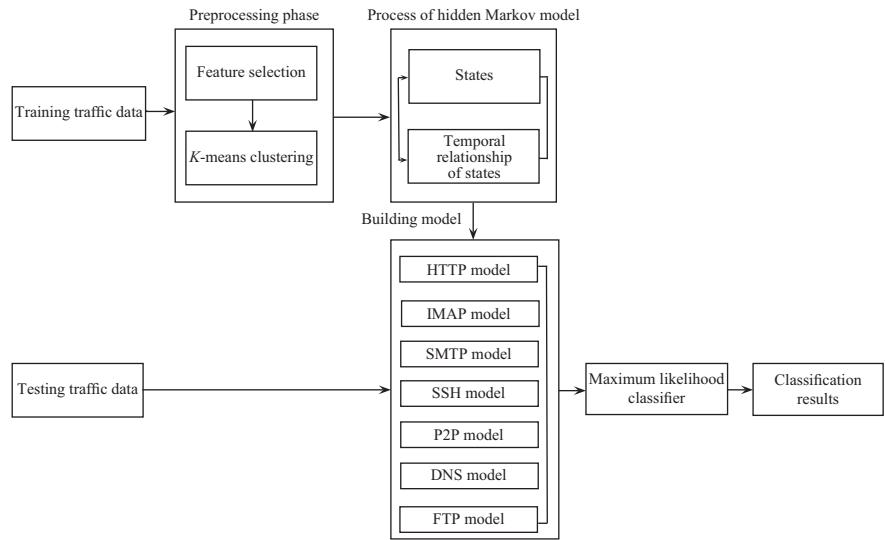 Preprocessing phase
Process of hidden Markov model
Feature selection
K-means clustering
Training traffic data
States
Temporal
relationship
of states
Building model
HTTP model
IMAP model
SMTP model
SSH model
P2P model
DNS model
FTP model
Testing traffic data
Maximum likelihood
classifier
Classification
results